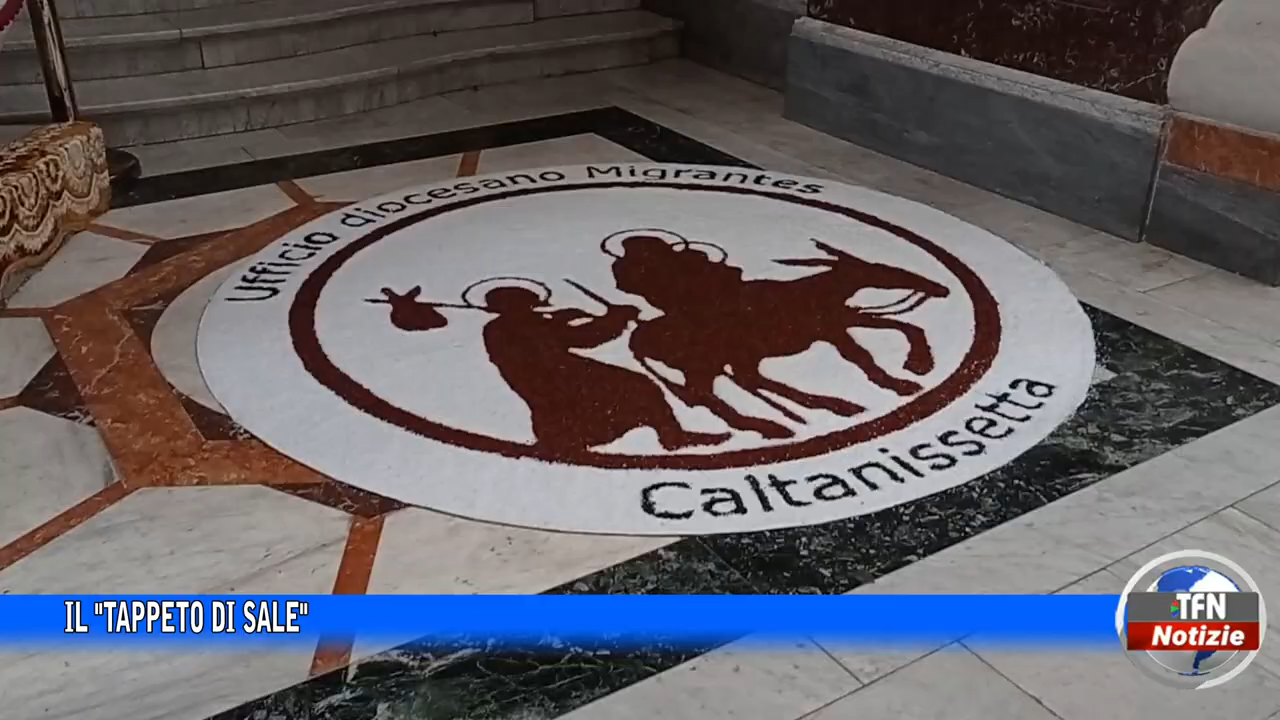 Ufficio diocesano Migrantes
Caltanissetta
IL "TAPPETO DI SALE"
TFN
Notizie